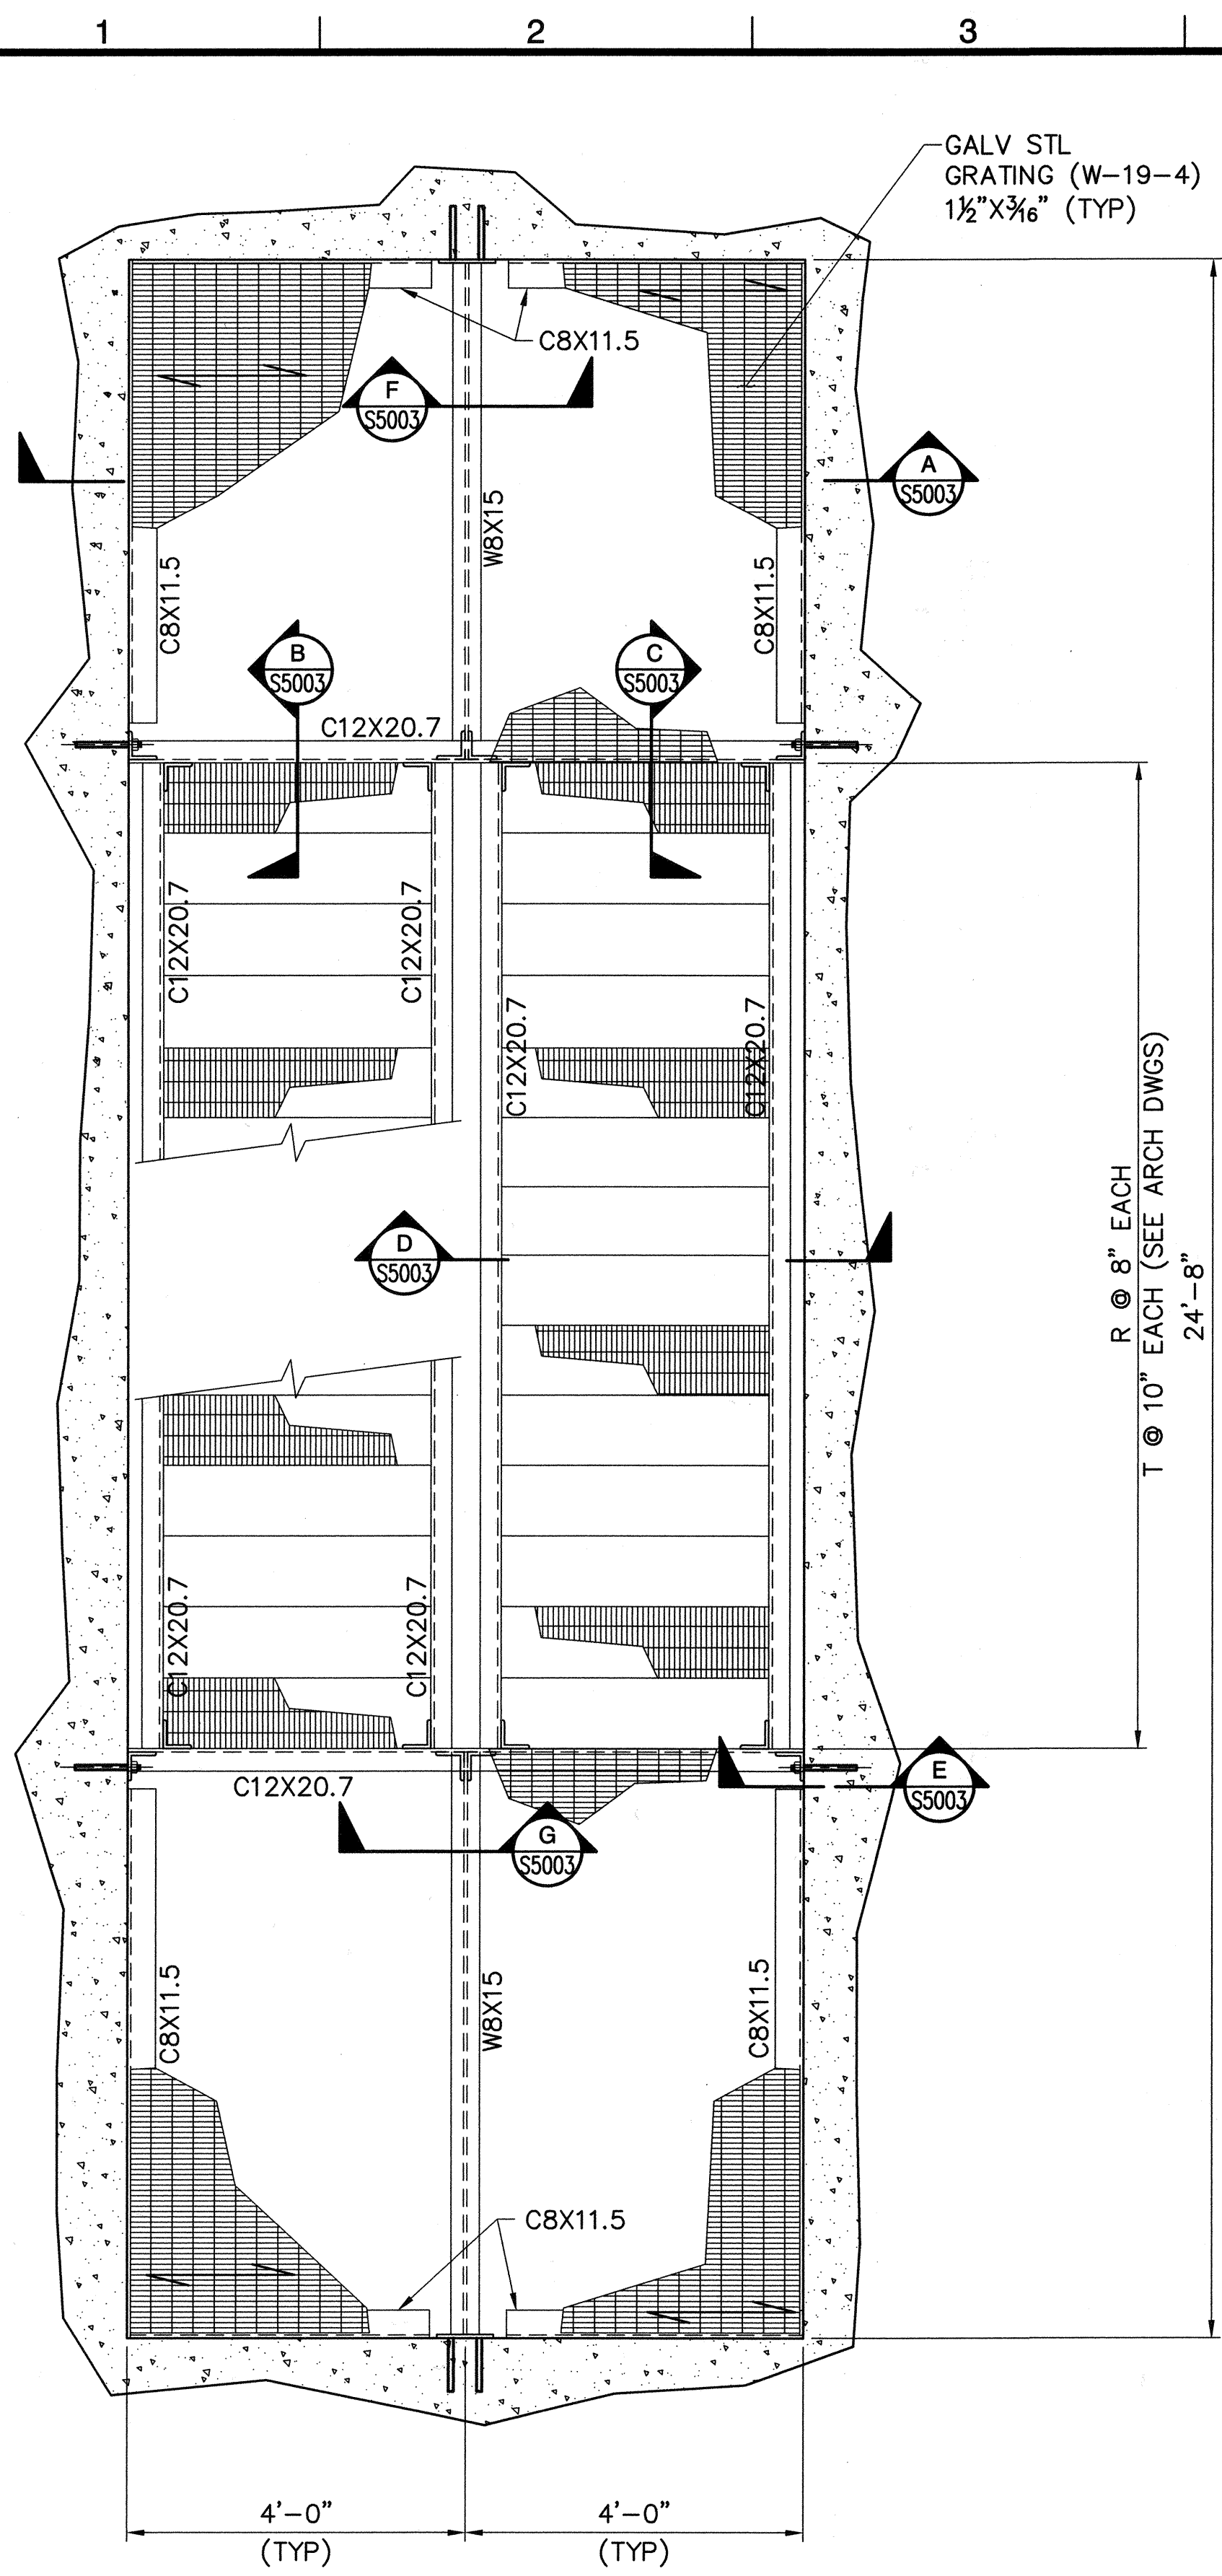 1 2 3
GALV STL
GRATING (W-19-4)
1½"X3⁄16" (TYP)
C8X11.5
F
S5003
A
S5003
W8X15
C8X11.5
C8X11.5
B
S5003
C
S5003
C12X20.7
C12X20.7
C12X20.7
C12X20.7
C12X20.7
R @ 8" EACH
T @ 10" EACH (SEE ARCH DWGS)
24'-8"
D
S5003
C12X20.7
C12X20.7
E
S5003
C12X20.7
G
S5003
C8X11.5
W8X15
C8X11.5
C8X11.5
4'-0"
(TYP)
4'-0"
(TYP)